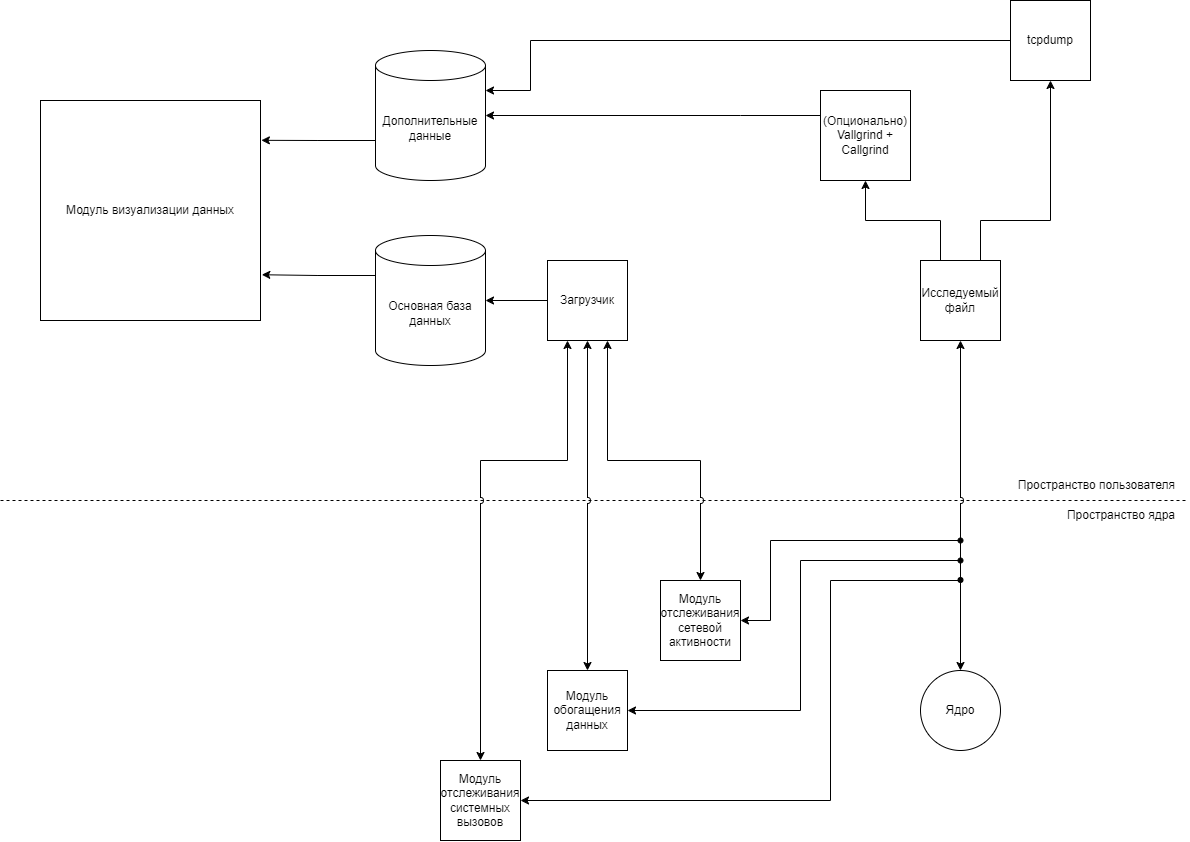 tcpdump
Дополнительные
данные
(Опционально)
Vallgrind +
Callgrind
Модуль визуализации данных
Основная база
данных
Загрузчик
Исследуемый
файл
Пространство пользователя
Пространство ядра
Модуль
отслеживания
сетевой
активности
Модуль
обогащения
данных
Ядро
Модуль
отслеживания
системных
вызовов